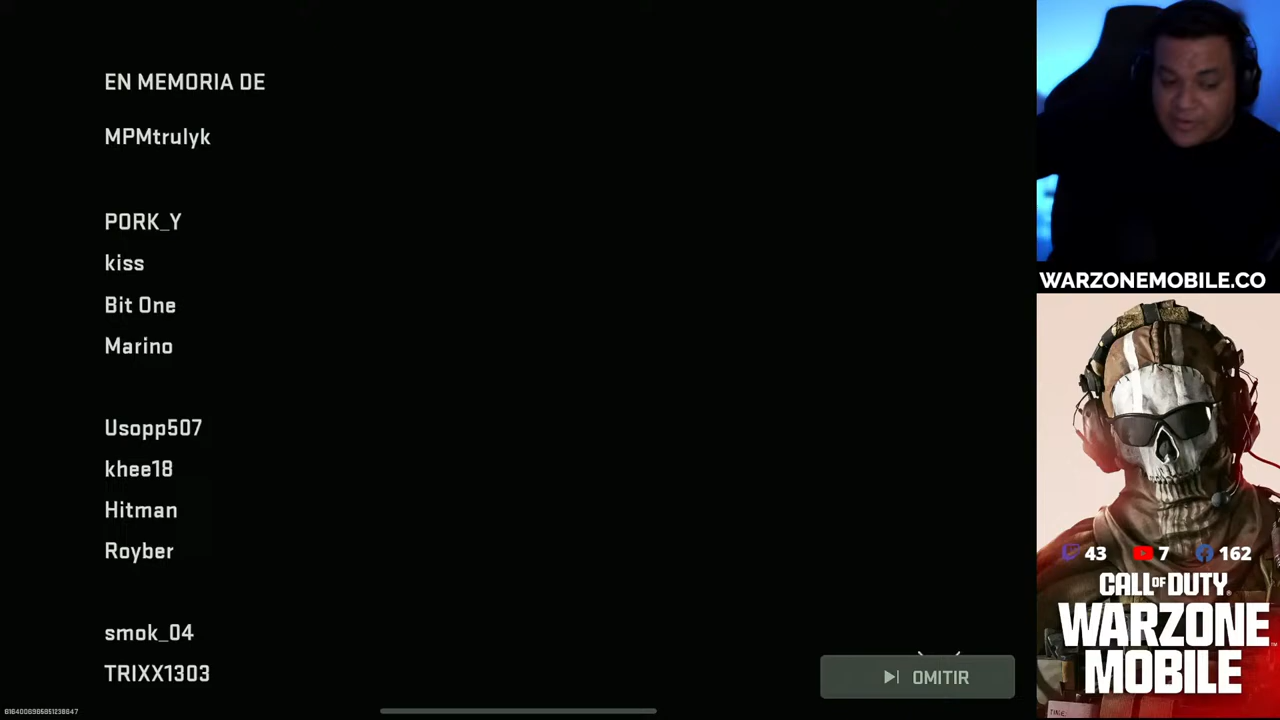 EN MEMORIA DE
MPMtrulyk
PORK_Y
kiss
Bit One
Marino
Usopp507
khee18
Hitman
Royber
smok_04
TRIXX1303
OMITIR
WARZONEMOBILE.CO
43
7
162
CALL OF DUTY
WARZONE
MOBILE